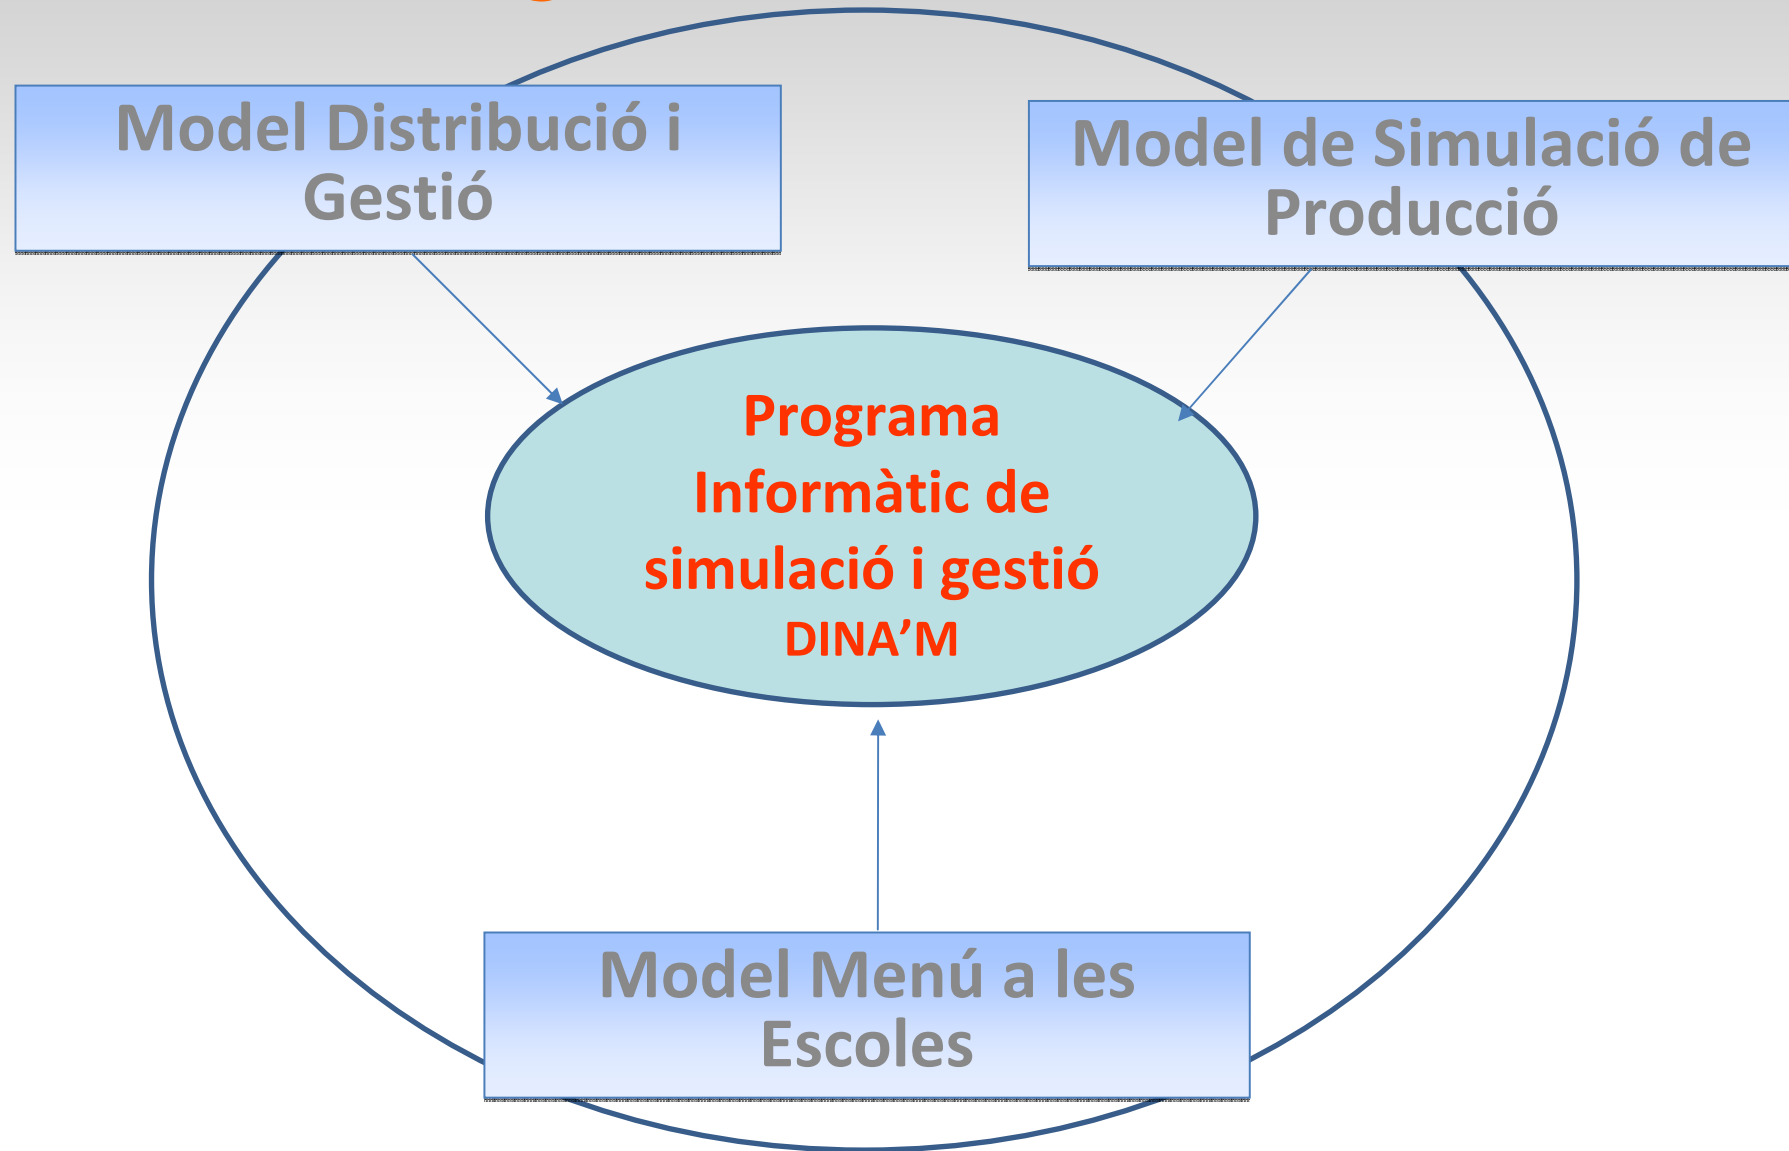 Model Distribució i
Gestió
Model de Simulació de
Producció
Programa
Informàtic de
simulació i gestió
DINA’M
Model Menú a les
Escoles